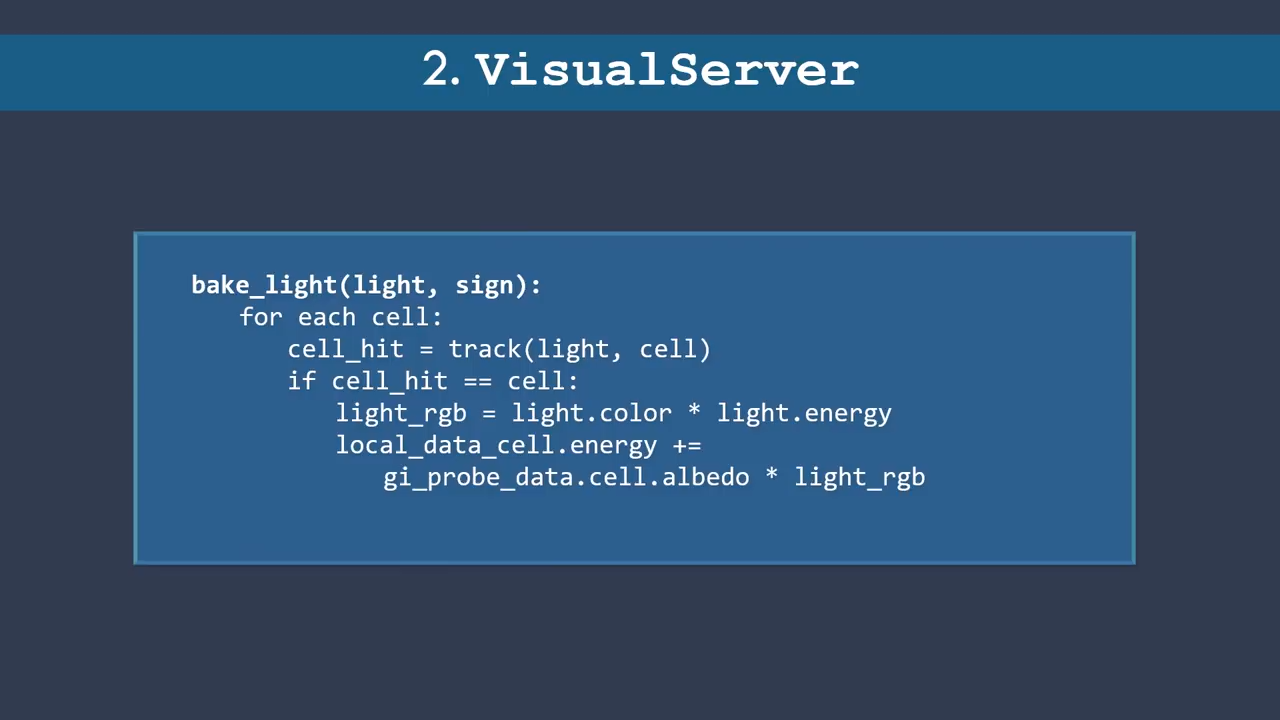 2. VisualServer
bake_light(light, sign):
for each cell:
cell_hit = track(light, cell)
if cell_hit == cell:
light_rgb = light.color * light.energy
local_data_cell.energy +=
gi_probe_data.cell.albedo * light_rgb